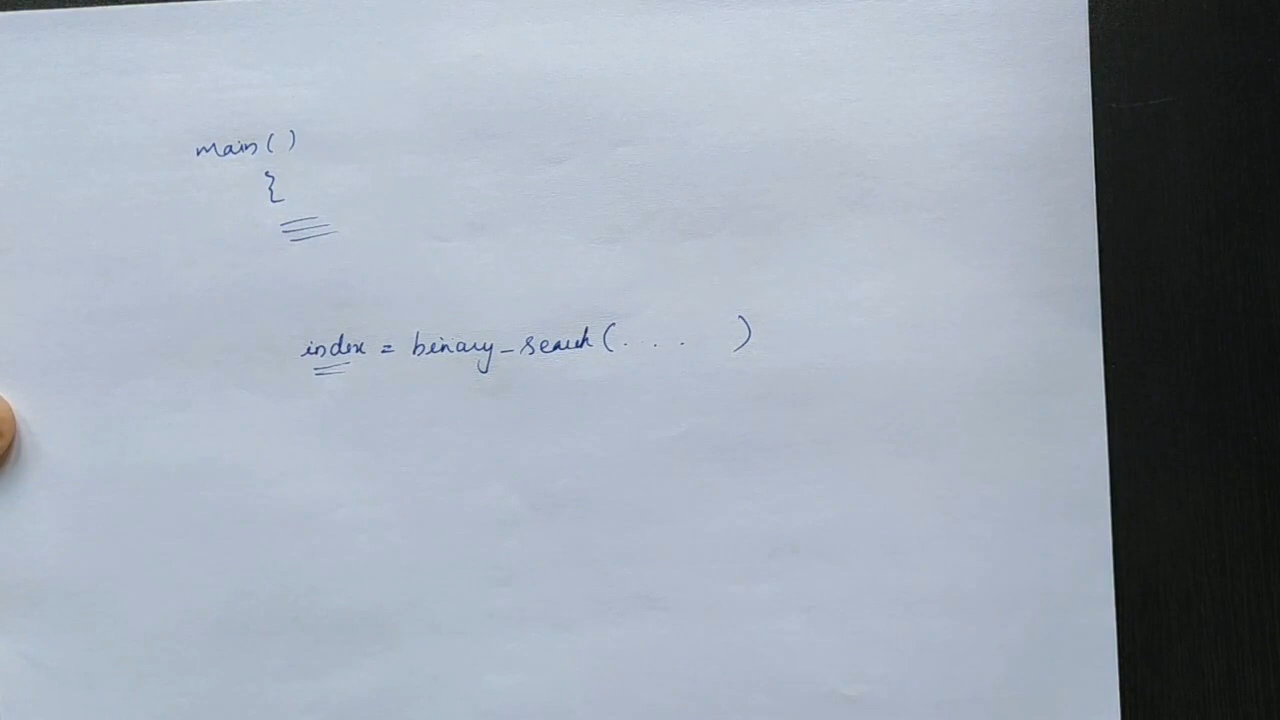 main()
{
index = binary_search(....)